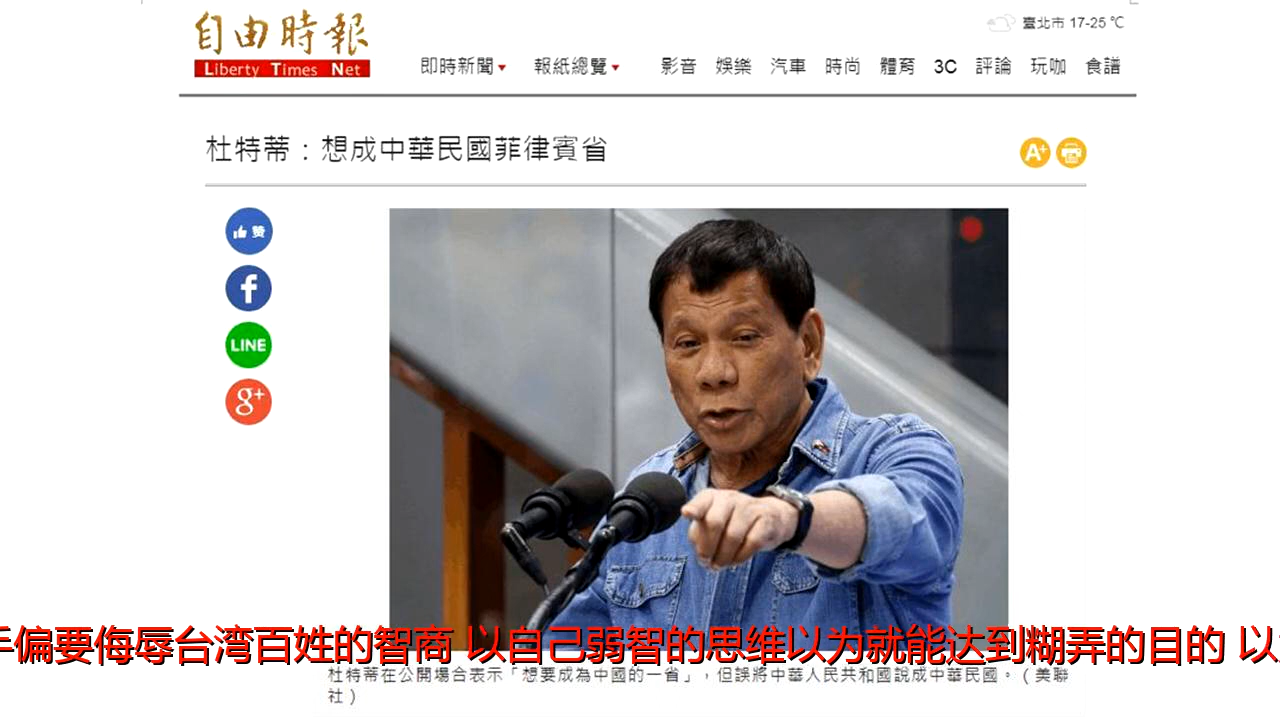 自由時報
臺北市 17-25 ℃
Liberty Times Net
即時新聞 報紙總覽 影音 娛樂 汽車 時尚 體育 3C 評論 玩咖 食譜
杜特蒂：想成中華民國菲律賓省
A+
赞
f
LINE
g+
偏要侮辱台湾百姓的智商 以自己弱智的思维以为就能达到糊弄的目的 以
杜特蒂在公開場合表示「想要成為中國的一省」，但誤將中華人民共和國說成中華民國。（美聯
社）